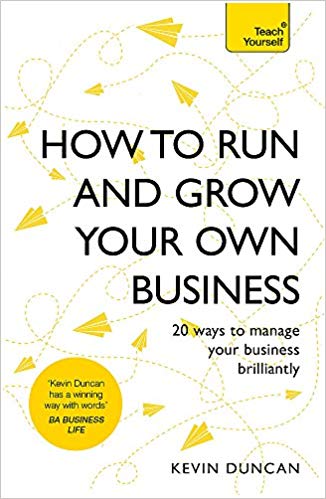 Teach
Yourself®
HOW TO RUN
AND GROW
YOUR OWN
BUSINESS
20 ways to manage
your business
brilliantly
'Kevin Duncan
has a winning
way with words'
BA BUSINESS
LIFE
KEVIN DUNCAN